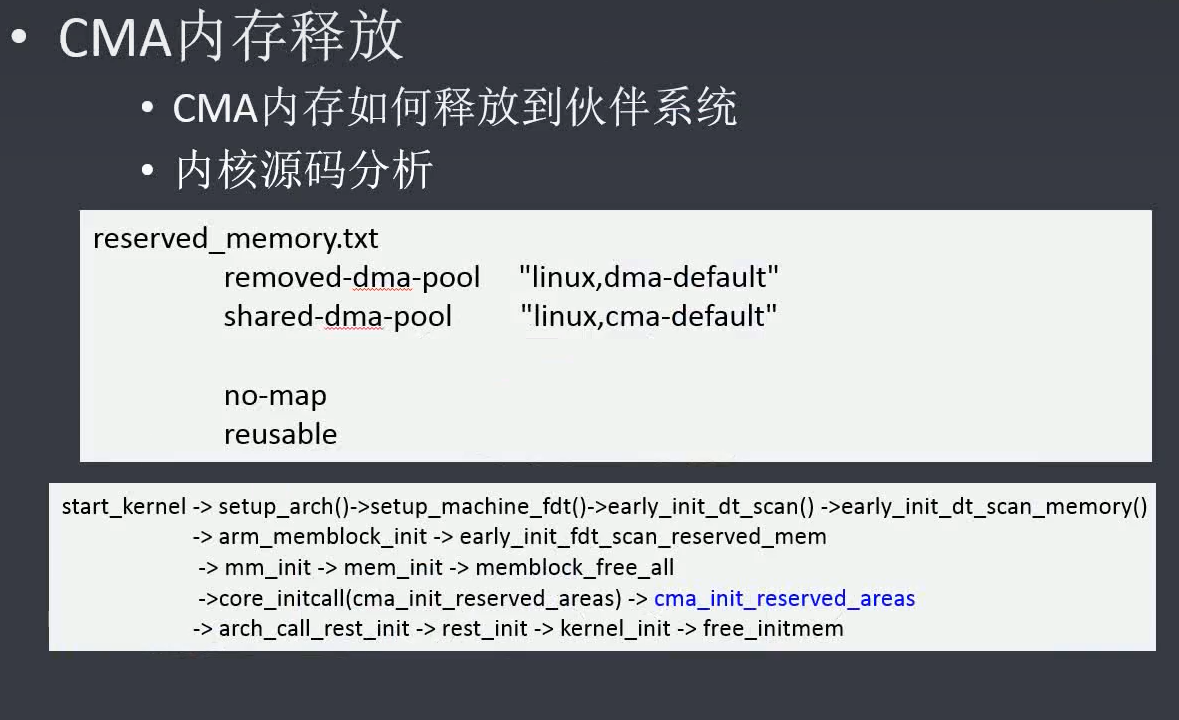 • CMA内存释放
• CMA内存如何释放到伙伴系统
• 内核源码分析
reserved_memory.txt
removed-dma-pool "linux,dma-default"
shared-dma-pool "linux,cma-default"
no-map
reusable
start_kernel -> setup_arch()->setup_machine_fdt()->early_init_dt_scan() ->early_init_dt_scan_memory()
-> arm_memblock_init -> early_init_fdt_scan_reserved_mem
-> mm_init -> mem_init -> memblock_free_all
->core_initcall(cma_init_reserved_areas) -> cma_init_reserved_areas
-> arch_call_rest_init -> rest_init -> kernel_init -> free_initmem